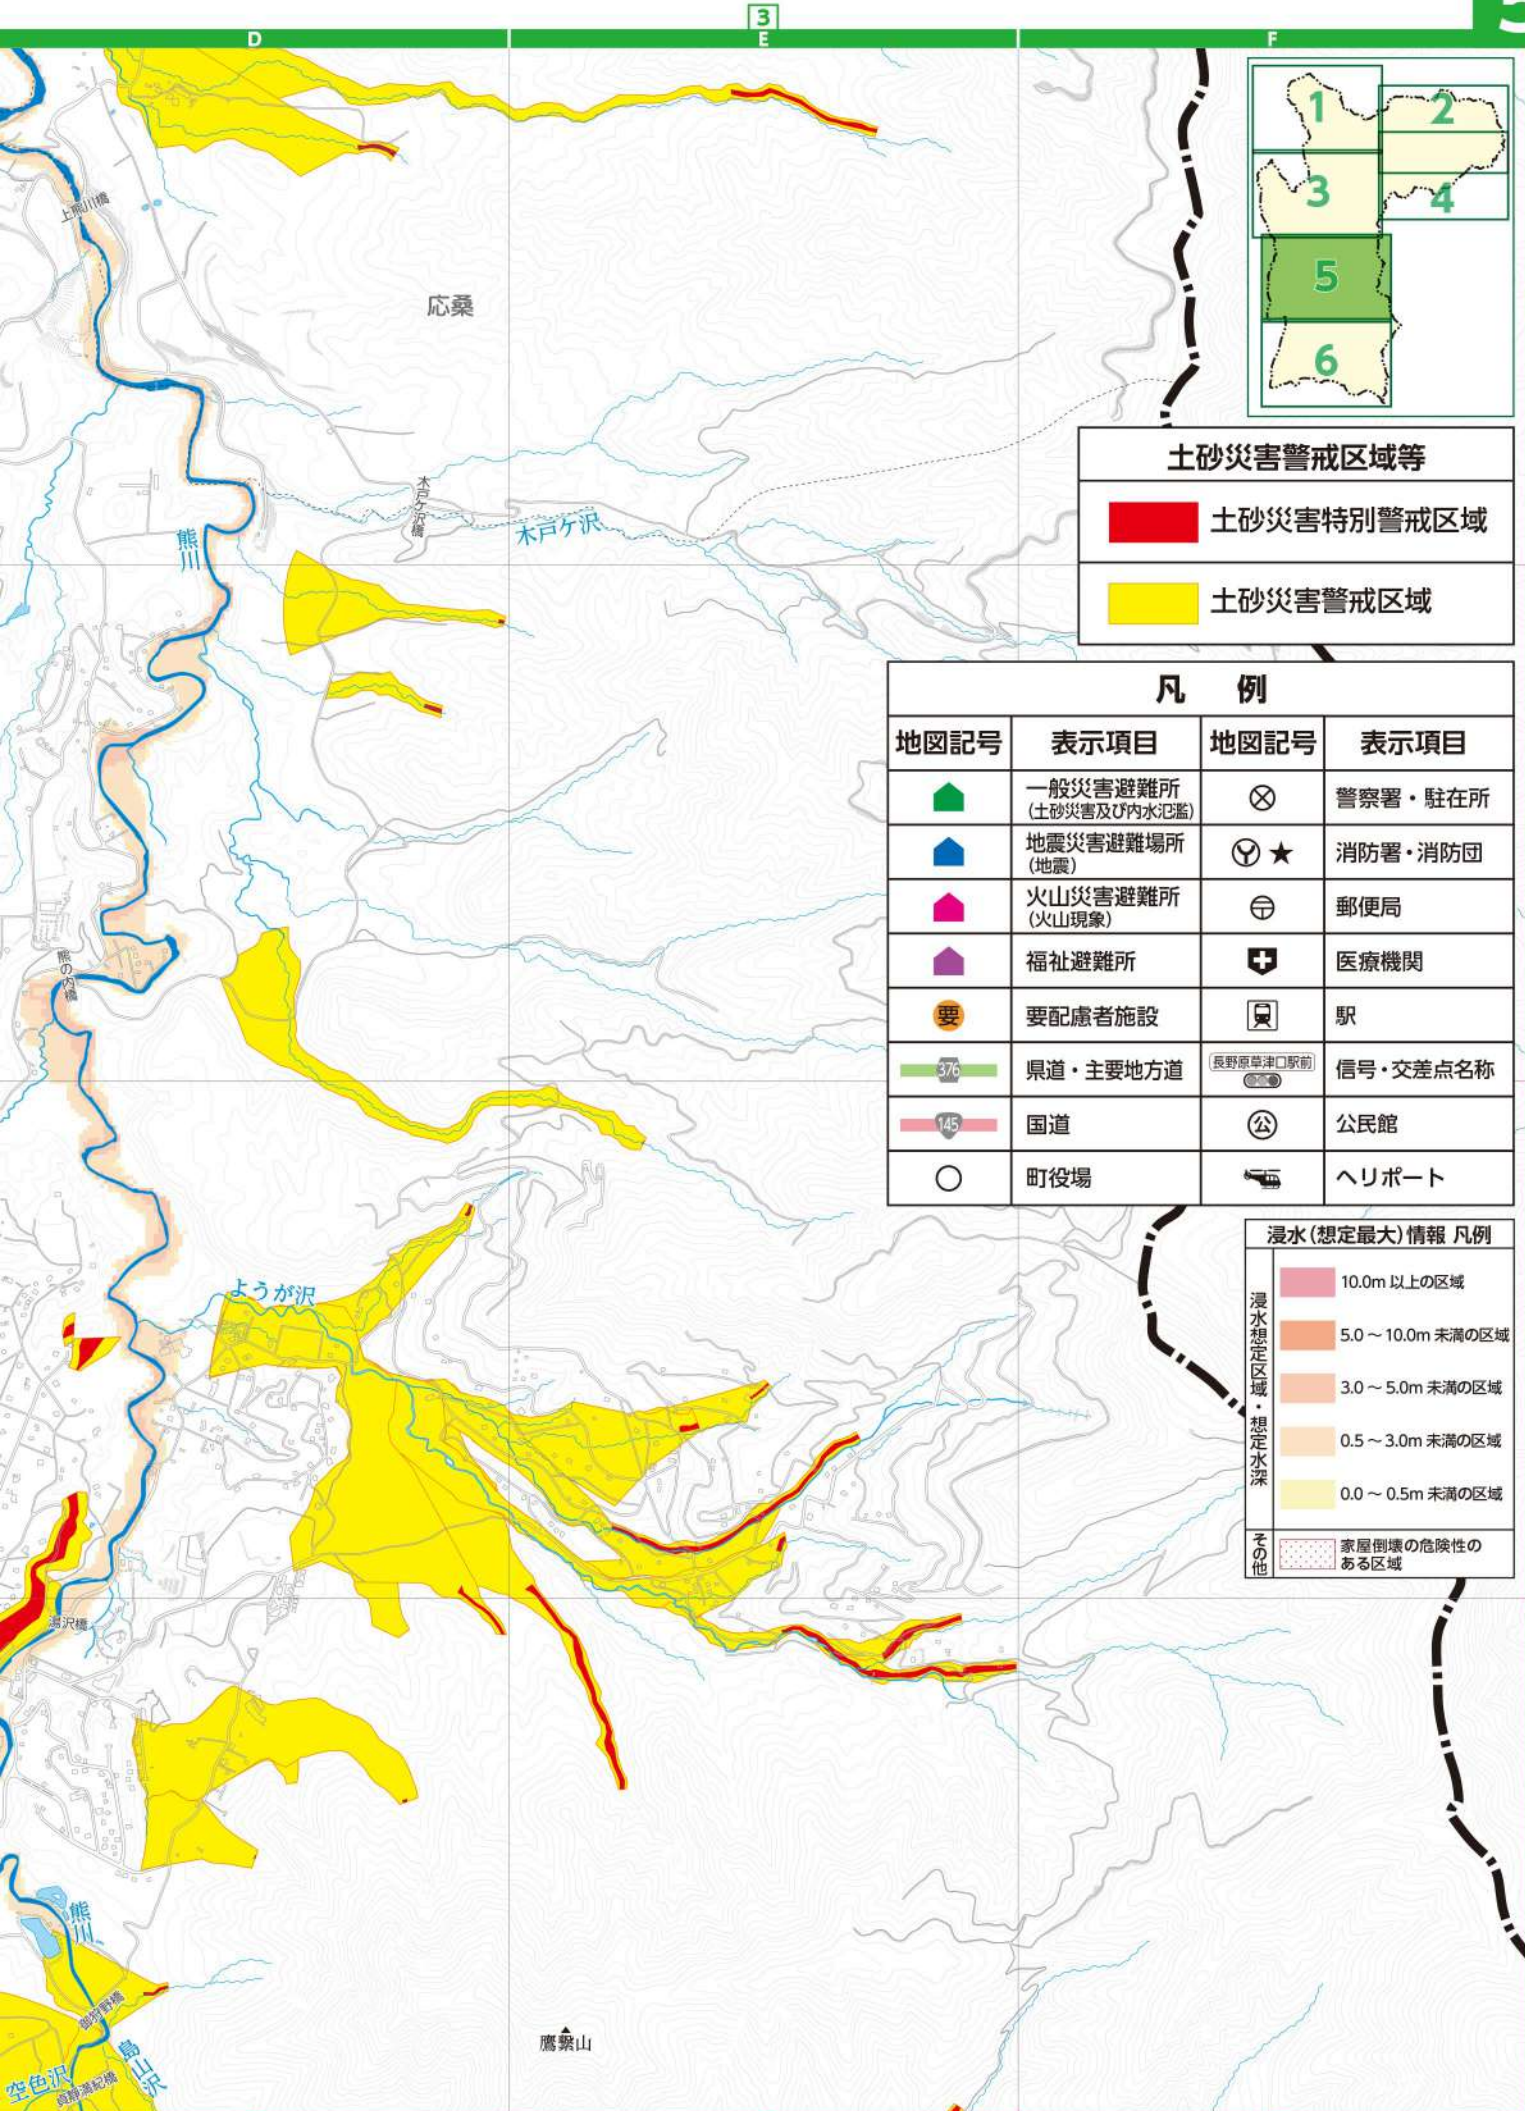 3
5
D
E
F
1
2
3
4
5
6
上熊川橋
応桑
木戸ケ沢橋
木戸ケ沢
熊川
土砂災害警戒区域等
土砂災害特別警戒区域
土砂災害警戒区域
凡 例
地図記号 表示項目 地図記号 表示項目
一般災害避難所 警察署・駐在所
(土砂災害及び内水氾濫)
地震災害避難場所 消防署・消防団
(地震)
火山災害避難所 郵便局
(火山現象)
福祉避難所 医療機関
要 要配慮者施設 駅
376 県道・主要地方道 長野原草津口駅前 信号・交差点名称
145 国道 公 公民館
町役場 ヘリポート
熊の内橋
浸水(想定最大)情報 凡例
浸水想定区域・想定水深
10.0m 以上の区域
5.0～10.0m 未満の区域
3.0～5.0m 未満の区域
0.5～3.0m 未満の区域
0.0～0.5m 未満の区域
その他
家屋倒壊の危険性の
ある区域
ようが沢
湯沢橋
熊川
御狩野橋
鷹繋山
空色沢
貞静満紀橋